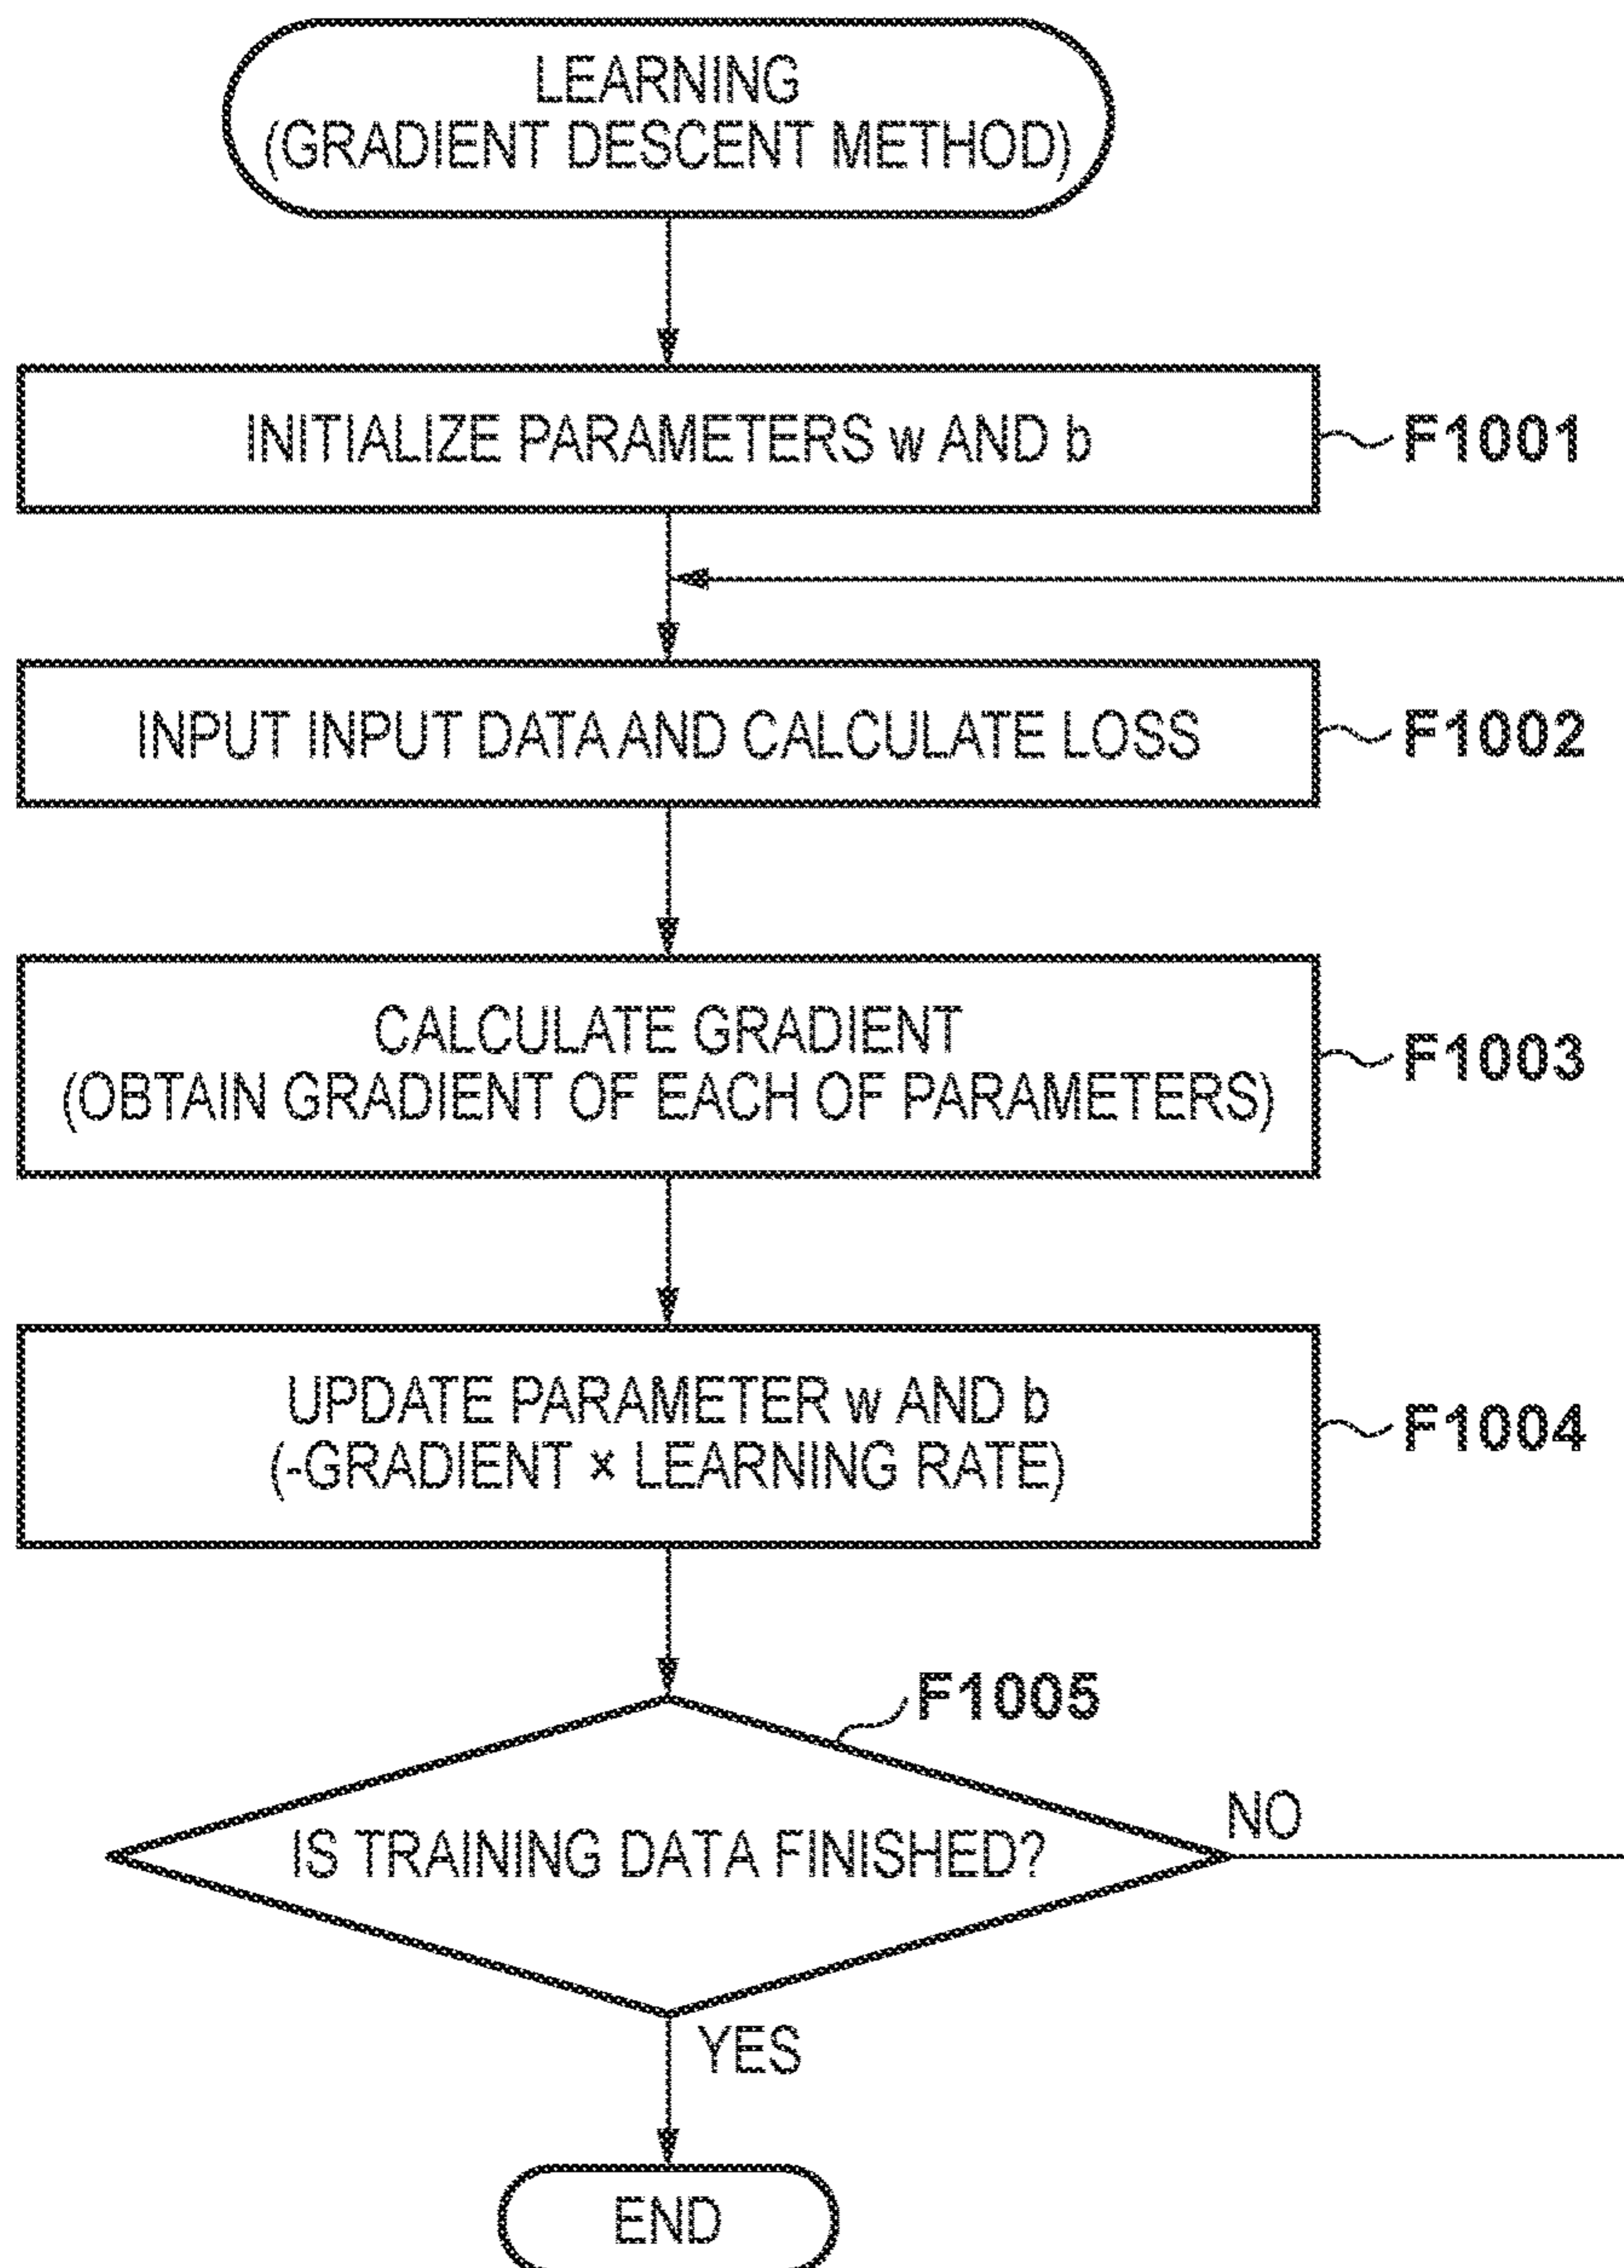 LEARNING
(GRADIENT DESCENT METHOD)
INITIALIZE PARAMETERS w AND b
F1001
INPUT INPUT DATA AND CALCULATE LOSS
F1002
CALCULATE GRADIENT
(OBTAIN GRADIENT OF EACH OF PARAMETERS)
F1003
UPDATE PARAMETER w AND b
(-GRADIENT × LEARNING RATE)
F1004
F1005
IS TRAINING DATA FINISHED?
NO
YES
END